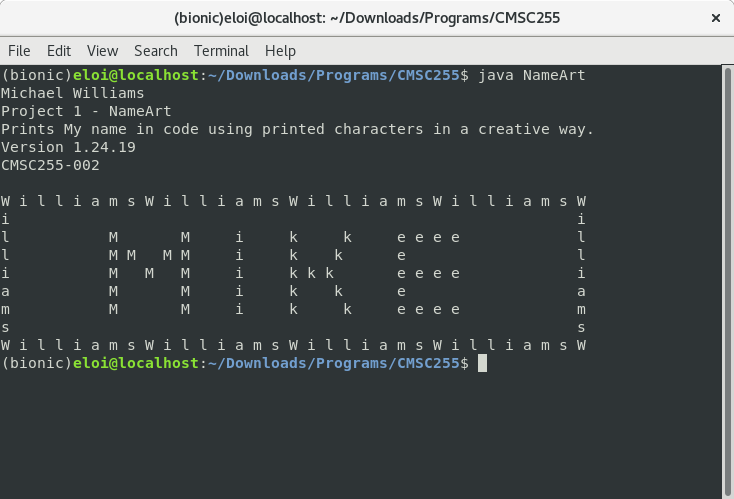 (bionic)eloi@localhost: ~/Downloads/Programs/CMSC255 ×
File Edit View Search Terminal Help
(bionic)eloi@localhost:~/Downloads/Programs/CMSC255$ java NameArt
Michael Williams
Project 1 - NameArt
Prints My name in code using printed characters in a creative way.
Version 1.24.19
CMSC255-002

W i l l i a m s W i l l i a m s W i l l i a m s W i l l i a m s W
i                                                               i
l           M       M     i     k     k     e e e e             l
l           M M   M M     i     k    k      e                   l
i           M   M   M     i     k k k       e e e e             i
a           M       M     i     k    k      e                   a
m           M       M     i     k     k     e e e e             m
s                                                               s
W i l l i a m s W i l l i a m s W i l l i a m s W i l l i a m s W
(bionic)eloi@localhost:~/Downloads/Programs/CMSC255$